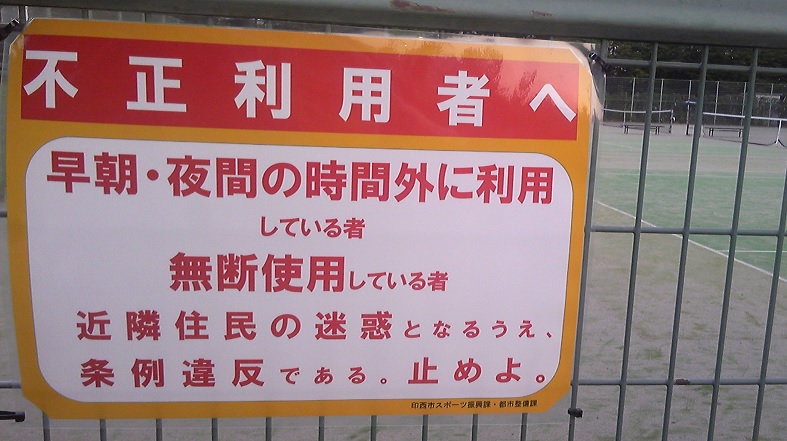 不正利用者へ
早朝・夜間の時間外に利用
している者
無断使用している者
近隣住民の迷惑となるうえ、
条例違反である。止めよ。
印西市スポーツ振興課・都市整備課